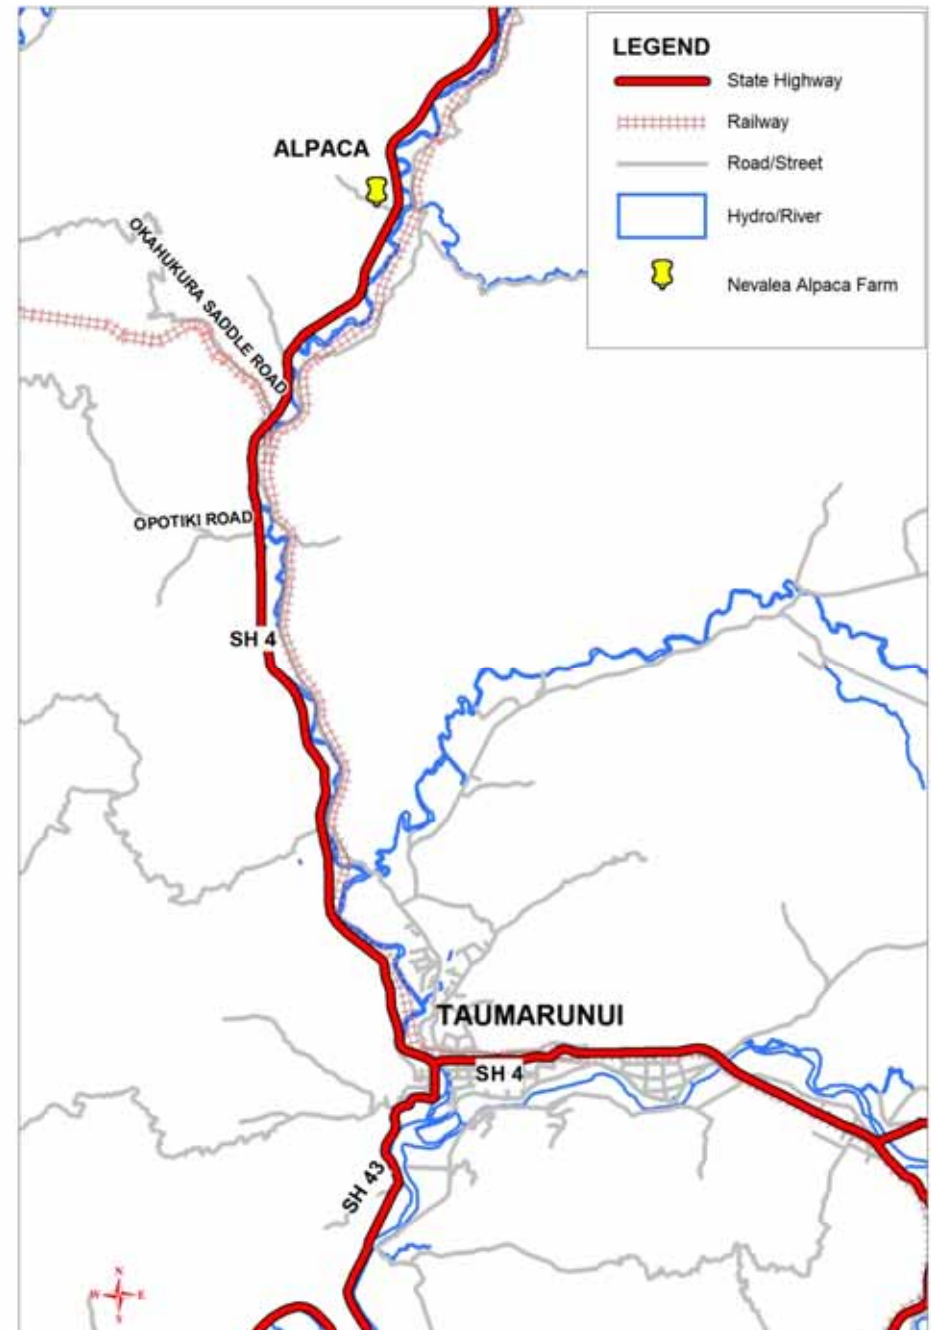 LEGEND
State Highway
Railway
Road/Street
Hydro/River
Nevalea Alpaca Farm
ALPACA
OKAHUKURA SADDLE ROAD
OPOTIKI ROAD
SH 4
TAUMARUNUI
SH 4
SH 43
N
W E
S